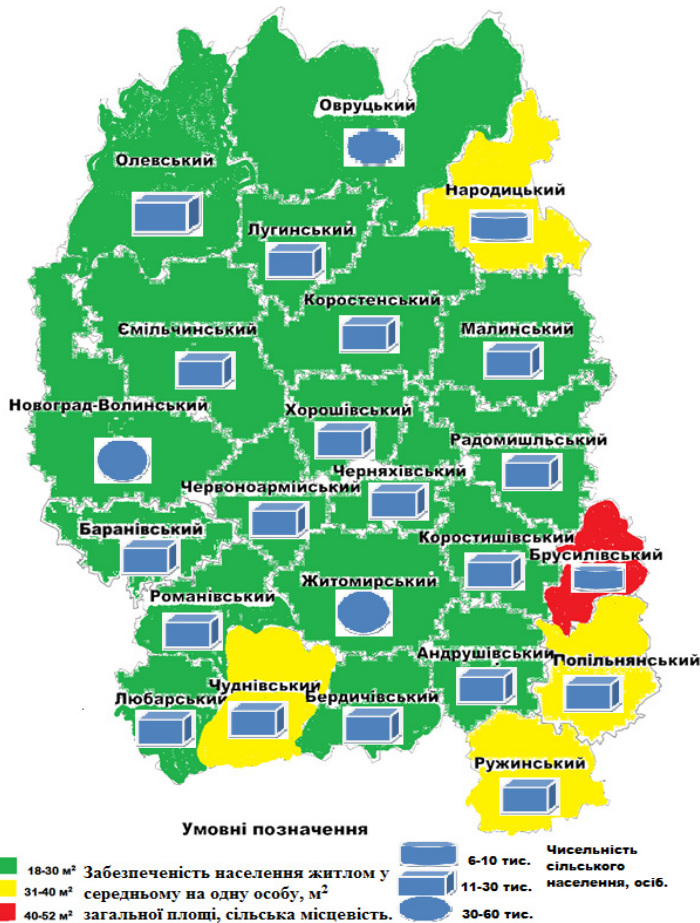 Овруцький
Олевський
Народицький
Лугинський
Коростенський
Ємільчинський
Малинський
Новоград-Волинський
Хорошівський
Радомишльський
Черняхівський
Червоноармійський
Баранівський
Коростишівський
Брусилівський
Житомирський
Романівський
Андрушівський
Попільнянський
Чуднівський
Любарський
Бердичівський
Ружинський
Умовні позначення
18-30 м²
31-40 м²
40-52 м²
Забезпеченість населення житлом у
середньому на одну особу, м²
загальної площі, сільська місцевість.
6-10 тис.
11-30 тис.
30-60 тис.
Чисельність
сільського
населення, осіб.